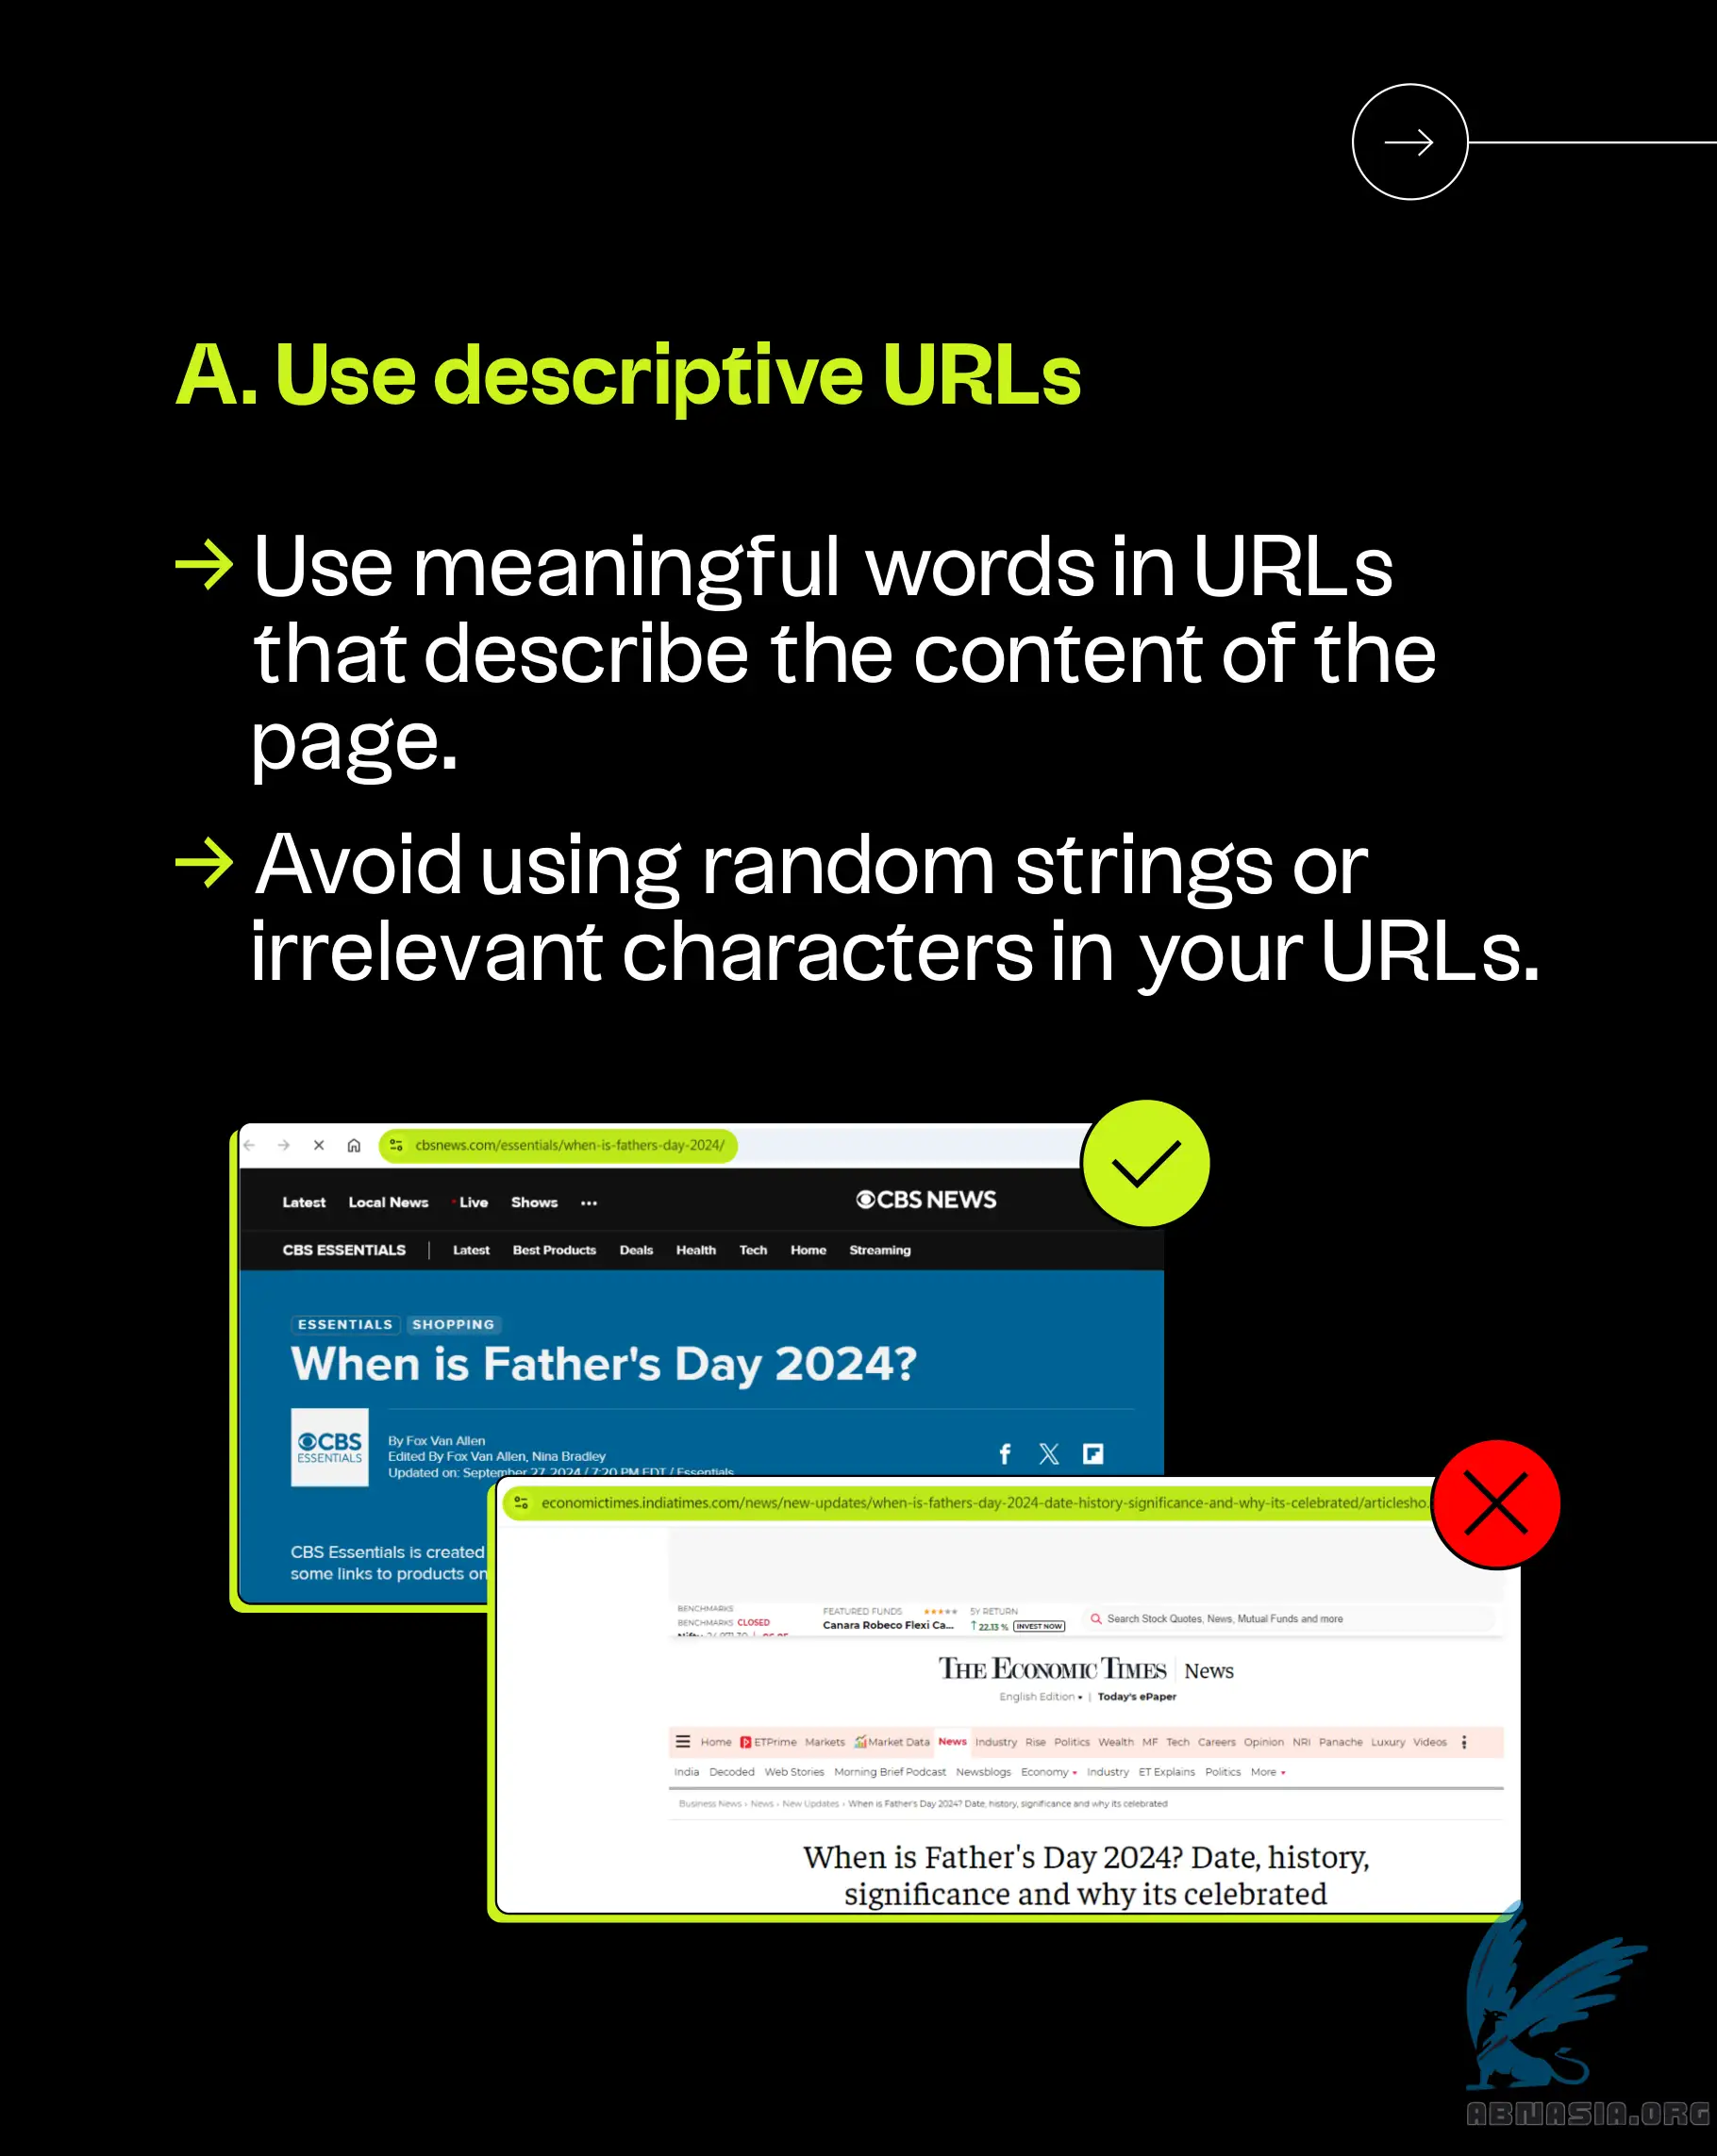 A. Use descriptive URLs
Use meaningful words in URLs
that describe the content of the
page.
Avoid using random strings or
irrelevant characters in your URLs.
cbsnews.com/essentials/when-is-fathers-day-2024/
Latest Local News Live Shows
CBS NEWS
CBS ESSENTIALS Latest Best Products Deals Health Tech Home Streaming
ESSENTIALS SHOPPING
When is Father's Day 2024?
CBS
ESSENTIALS
By Fox Van Allen
Edited By Fox Van Allen, Nina Bradley
Updated on: September 27, 2024 / 7:20 PM EDT / Essentials
CBS Essentials is created
some links to products on
economictimes.indiatimes.com/news/new-updates/when-is-fathers-day-2024-date-history-significance-and-why-its-celebrated/articlesho.
BENCHMARKS
BENCHMARKS CLOSED
FEATURED FUNDS
Canara Robeco Flexi Ca...
5Y RETURN
22.13 % INVEST NOW
Search Stock Quotes, News, Mutual Funds and more
THE ECONOMIC TIMES News
English Edition | Today's ePaper
Home ETPrime Markets Market Data News Industry Rise Politics Wealth MF Tech Careers Opinion NRI Panache Luxury Videos
India Decoded Web Stories Morning Brief Podcast Newsblogs Economy Industry ET Explains Politics More
Business News › News › New Updates › When is Father's Day 2024? Date, history, significance and why its celebrated
When is Father's Day 2024? Date, history,
significance and why its celebrated
ABNASIA.ORG